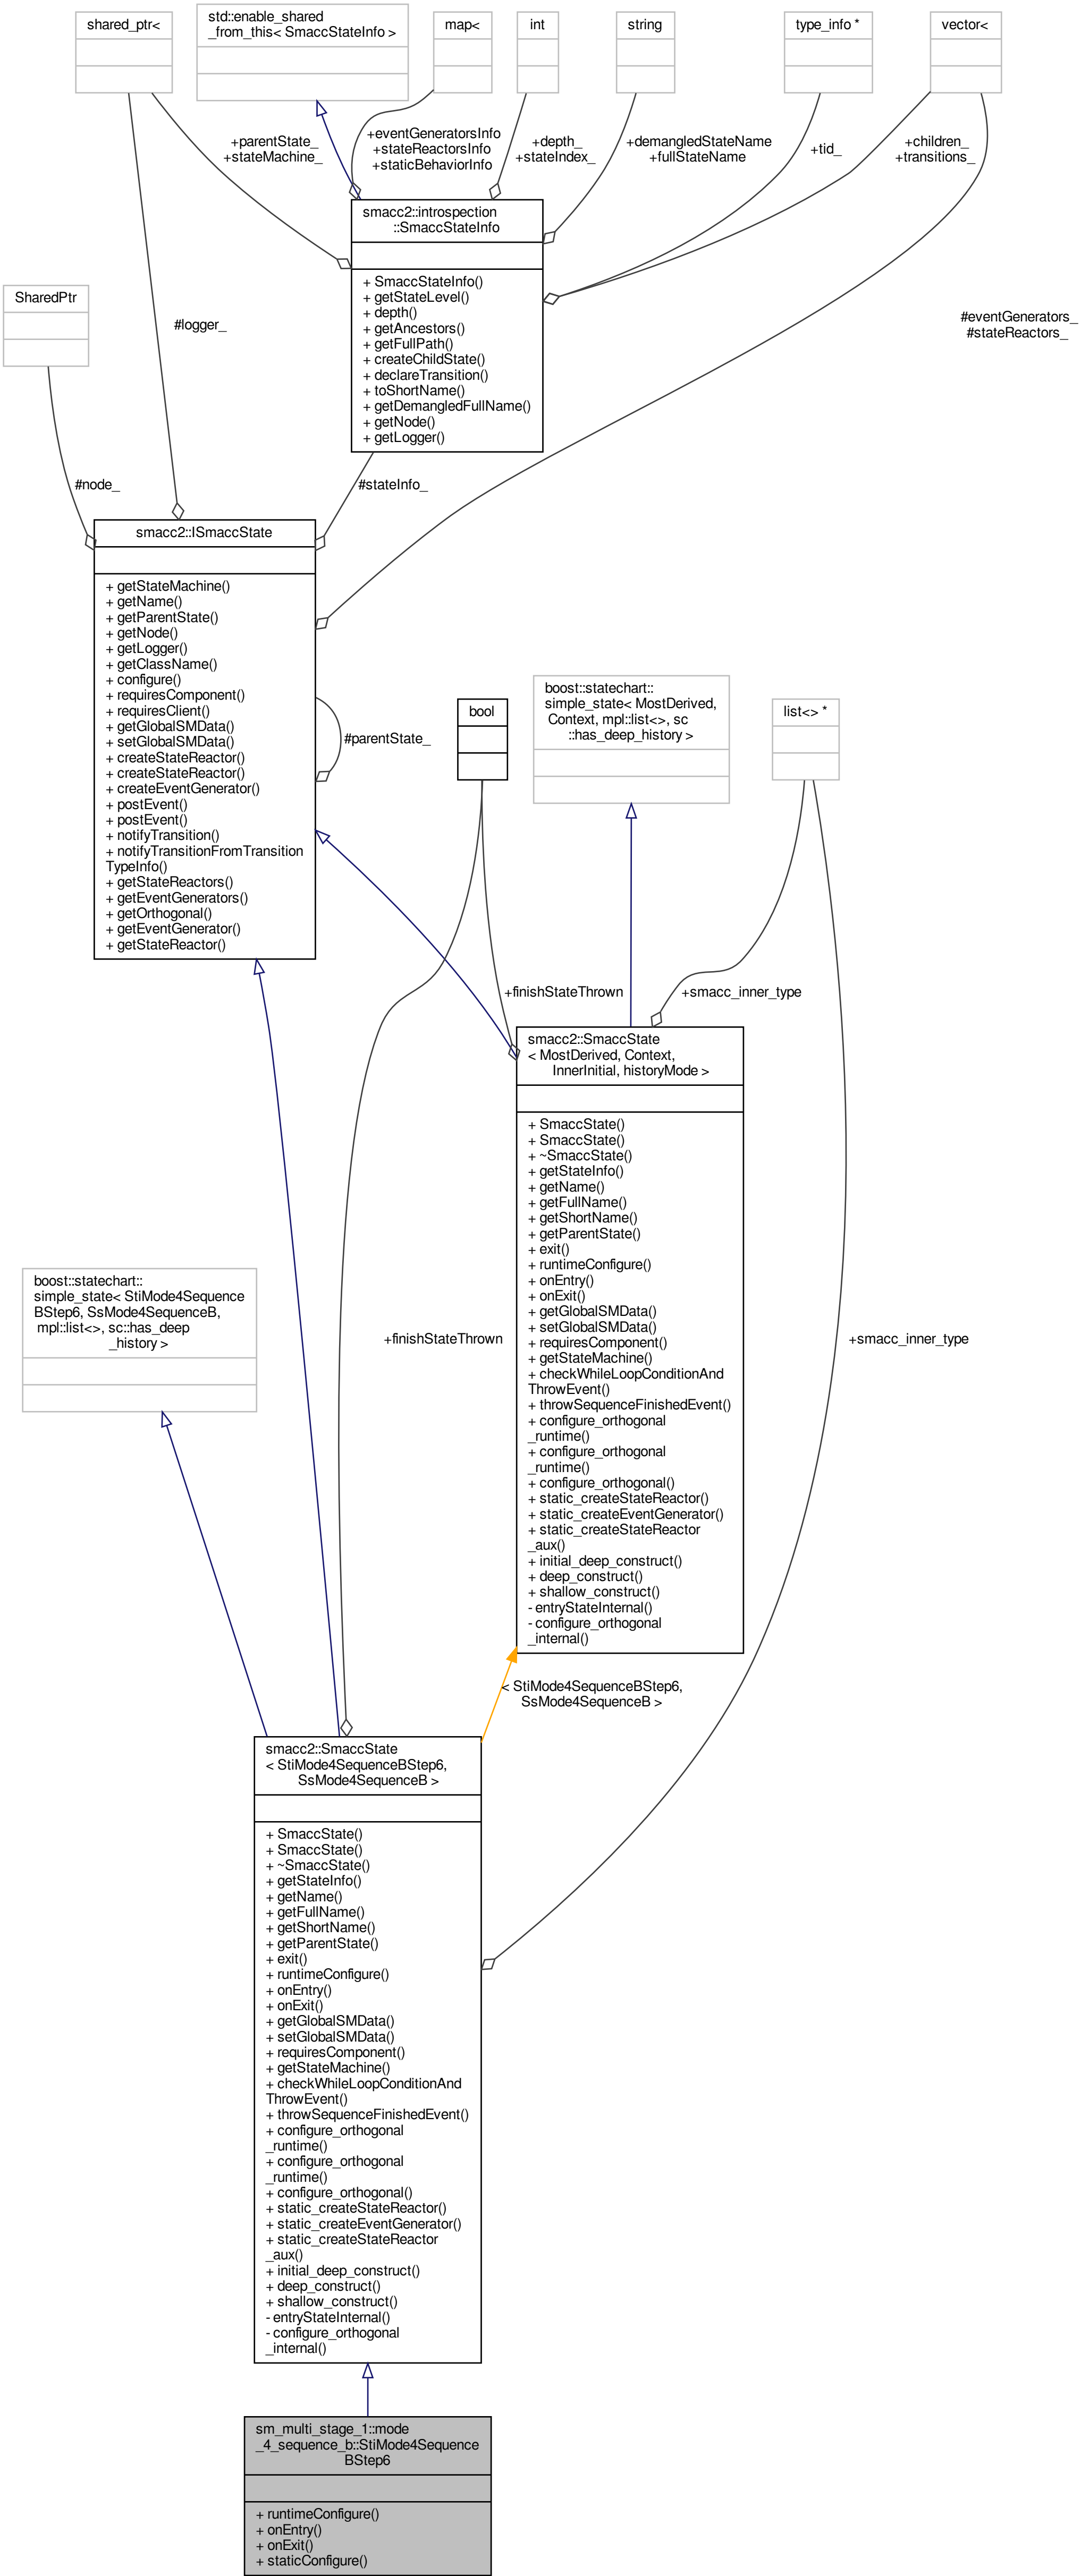 shared_ptr<
std::enable_shared
_from_this< SmaccStateInfo >
map<
int
string
type_info *
vector<
+parentState_
+stateMachine_
+eventGeneratorsInfo
+stateReactorsInfo
+staticBehaviorInfo
+depth_
+stateIndex_
+demangledStateName
+fullStateName
+tid_
+children_
+transitions_
smacc2::introspection
::SmaccStateInfo
+ SmaccStateInfo()
+ getStateLevel()
+ depth()
+ getAncestors()
+ getFullPath()
+ createChildState()
+ declareTransition()
+ toShortName()
+ getDemangledFullName()
+ getNode()
+ getLogger()
SharedPtr
#logger_
#eventGenerators_
#stateReactors_
#node_
#stateInfo_
smacc2::ISmaccState
+ getStateMachine()
+ getName()
+ getParentState()
+ getNode()
+ getLogger()
+ getClassName()
+ configure()
+ requiresComponent()
+ requiresClient()
+ getGlobalSMData()
+ setGlobalSMData()
+ createStateReactor()
+ createStateReactor()
+ createEventGenerator()
+ postEvent()
+ postEvent()
+ notifyTransition()
+ notifyTransitionFromTransition
TypeInfo()
+ getStateReactors()
+ getEventGenerators()
+ getOrthogonal()
+ getEventGenerator()
+ getStateReactor()
#parentState_
bool
boost::statechart::
simple_state< MostDerived,
Context, mpl::list<>, sc
::has_deep_history >
list<> *
+finishStateThrown
+smacc_inner_type
smacc2::SmaccState
< MostDerived, Context,
InnerInitial, historyMode >
+ SmaccState()
+ SmaccState()
+ ~SmaccState()
+ getStateInfo()
+ getName()
+ getFullName()
+ getShortName()
+ getParentState()
+ exit()
+ runtimeConfigure()
+ onEntry()
+ onExit()
+ getGlobalSMData()
+ setGlobalSMData()
+ requiresComponent()
+ getStateMachine()
+ checkWhileLoopConditionAnd
ThrowEvent()
+ throwSequenceFinishedEvent()
+ configure_orthogonal
_runtime()
+ configure_orthogonal
_runtime()
+ configure_orthogonal()
+ static_createStateReactor()
+ static_createEventGenerator()
+ static_createStateReactor
_aux()
+ initial_deep_construct()
+ deep_construct()
+ shallow_construct()
- entryStateInternal()
- configure_orthogonal
_internal()
boost::statechart::
simple_state< StiMode4Sequence
BStep6, SsMode4SequenceB,
mpl::list<>, sc::has_deep
_history >
+finishStateThrown
+smacc_inner_type
< StiMode4SequenceBStep6,
SsMode4SequenceB >
smacc2::SmaccState
< StiMode4SequenceBStep6,
SsMode4SequenceB >
+ SmaccState()
+ SmaccState()
+ ~SmaccState()
+ getStateInfo()
+ getName()
+ getFullName()
+ getShortName()
+ getParentState()
+ exit()
+ runtimeConfigure()
+ onEntry()
+ onExit()
+ getGlobalSMData()
+ setGlobalSMData()
+ requiresComponent()
+ getStateMachine()
+ checkWhileLoopConditionAnd
ThrowEvent()
+ throwSequenceFinishedEvent()
+ configure_orthogonal
_runtime()
+ configure_orthogonal
_runtime()
+ configure_orthogonal()
+ static_createStateReactor()
+ static_createEventGenerator()
+ static_createStateReactor
_aux()
+ initial_deep_construct()
+ deep_construct()
+ shallow_construct()
- entryStateInternal()
- configure_orthogonal
_internal()
sm_multi_stage_1::mode
_4_sequence_b::StiMode4Sequence
BStep6
+ runtimeConfigure()
+ onEntry()
+ onExit()
+ staticConfigure()